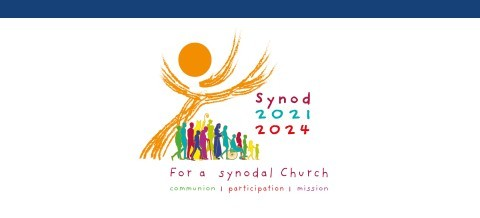 Synod
2021
2024
For a synodal Church
communion | participation | mission